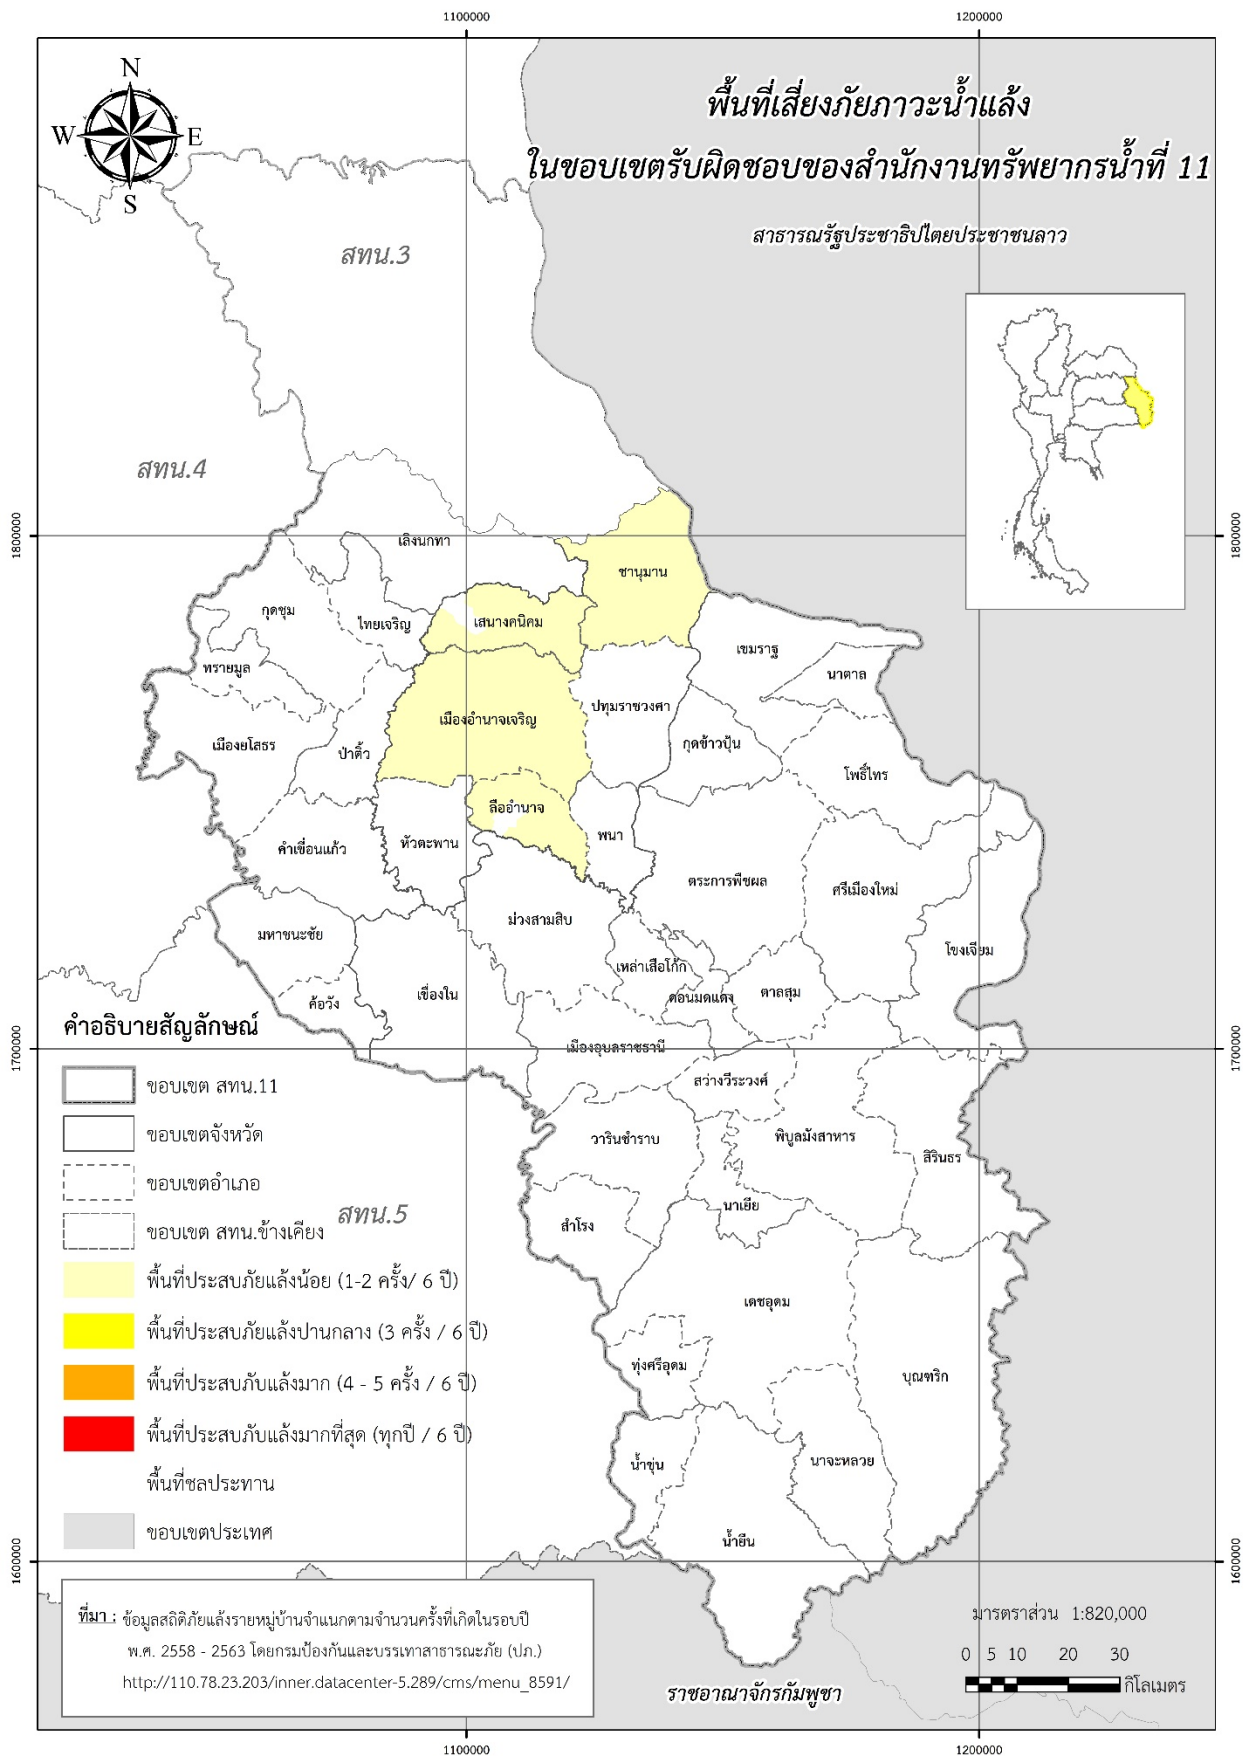 1100000
1200000
N
W
E
S
พื้นที่เสี่ยงภัยภาวะน้ำแล้ง
ในขอบเขตรับผิดชอบของสำนักงานทรัพยากรน้ำที่ 11
สาธารณรัฐประชาธิปไตยประชาชนลาว
สทน.3
สทน.4
1800000
1800000
เลิงนกทา
ชานุมาน
กุดชุม
ไทยเจริญ
เสนางคนิคม
เขมราฐ
ทรายมูล
นาตาล
ปทุมราชวงศา
เมืองอำนาจเจริญ
เมืองยโสธร
ป่าติ้ว
กุดข้าวปุ้น
โพธิ์ไทร
ลืออำนาจ
พนา
คำเขื่อนแก้ว
หัวตะพาน
ตระการพืชผล
ศรีเมืองใหม่
ม่วงสามสิบ
มหาชนะชัย
โขงเจียม
เหล่าเสือโก้ก
เขื่องใน
ดอนมดแดง
ตาลสุม
ค้อวัง
คำอธิบายสัญลักษณ์
1700000
1700000
เมืองอุบลราชธานี
ขอบเขต สทน.11
สว่างวีระวงศ์
ขอบเขตจังหวัด
วารินชำราบ
พิบูลมังสาหาร
สิรินธร
ขอบเขตอำเภอ
นาเยีย
สทน.5
ขอบเขต สทน.ข้างเคียง
สำโรง
พื้นที่ประสบภัยแล้งน้อย (1-2 ครั้ง/ 6 ปี)
เดชอุดม
พื้นที่ประสบภัยแล้งปานกลาง (3 ครั้ง / 6 ปี)
ทุ่งศรีอุดม
บุณฑริก
พื้นที่ประสบภับแล้งมาก (4 - 5 ครั้ง / 6 ปี)
พื้นที่ประสบภับแล้งมากที่สุด (ทุกปี / 6 ปี)
น้ำขุ่น
นาจะหลวย
พื้นที่ชลประทาน
ขอบเขตประเทศ
น้ำยืน
1600000
1600000
ที่มา : ข้อมูลสถิติภัยแล้งรายหมู่บ้านจำแนกตามจำนวนครั้งที่เกิดในรอบปี
พ.ศ. 2558 - 2563 โดยกรมป้องกันและบรรเทาสาธารณะภัย (ปภ.)
http://110.78.23.203/inner.datacenter-5.289/cms/menu_8591/
มารตราส่วน 1:820,000
0 5 10 20 30
กิโลเมตร
ราชอาณาจักรกัมพูชา
1100000
1200000